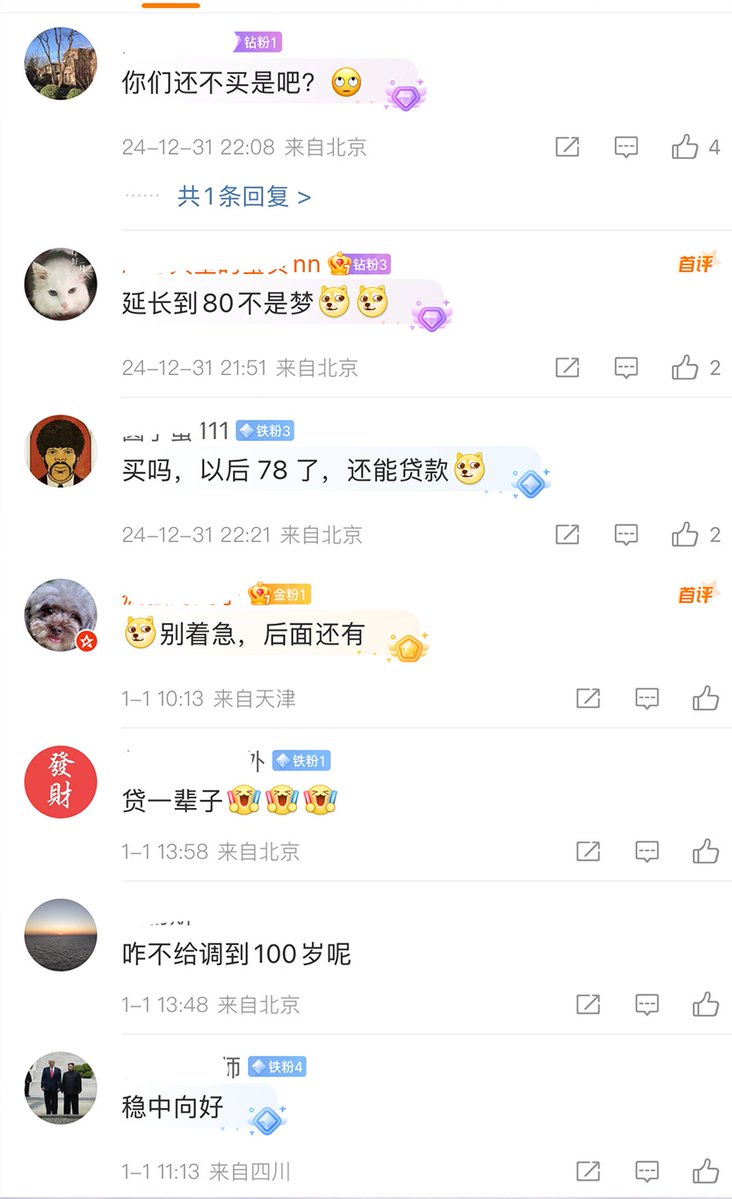 钻粉1
你们还不买是吧？
24-12-31 22:08 来自北京
4
共1条回复 >
nn 钻粉3
首评
延长到80不是梦
24-12-31 21:51 来自北京
2
111 铁粉3
买吗，以后 78 了，还能贷款
24-12-31 22:21 来自北京
2
金粉1
首评
别着急，后面还有
1-1 10:13 来自天津
發
財
外 铁粉1
贷一辈子
1-1 13:58 来自北京
咋不给调到100岁呢
1-1 13:48 来自北京
师 铁粉4
稳中向好
1-1 11:13 来自四川